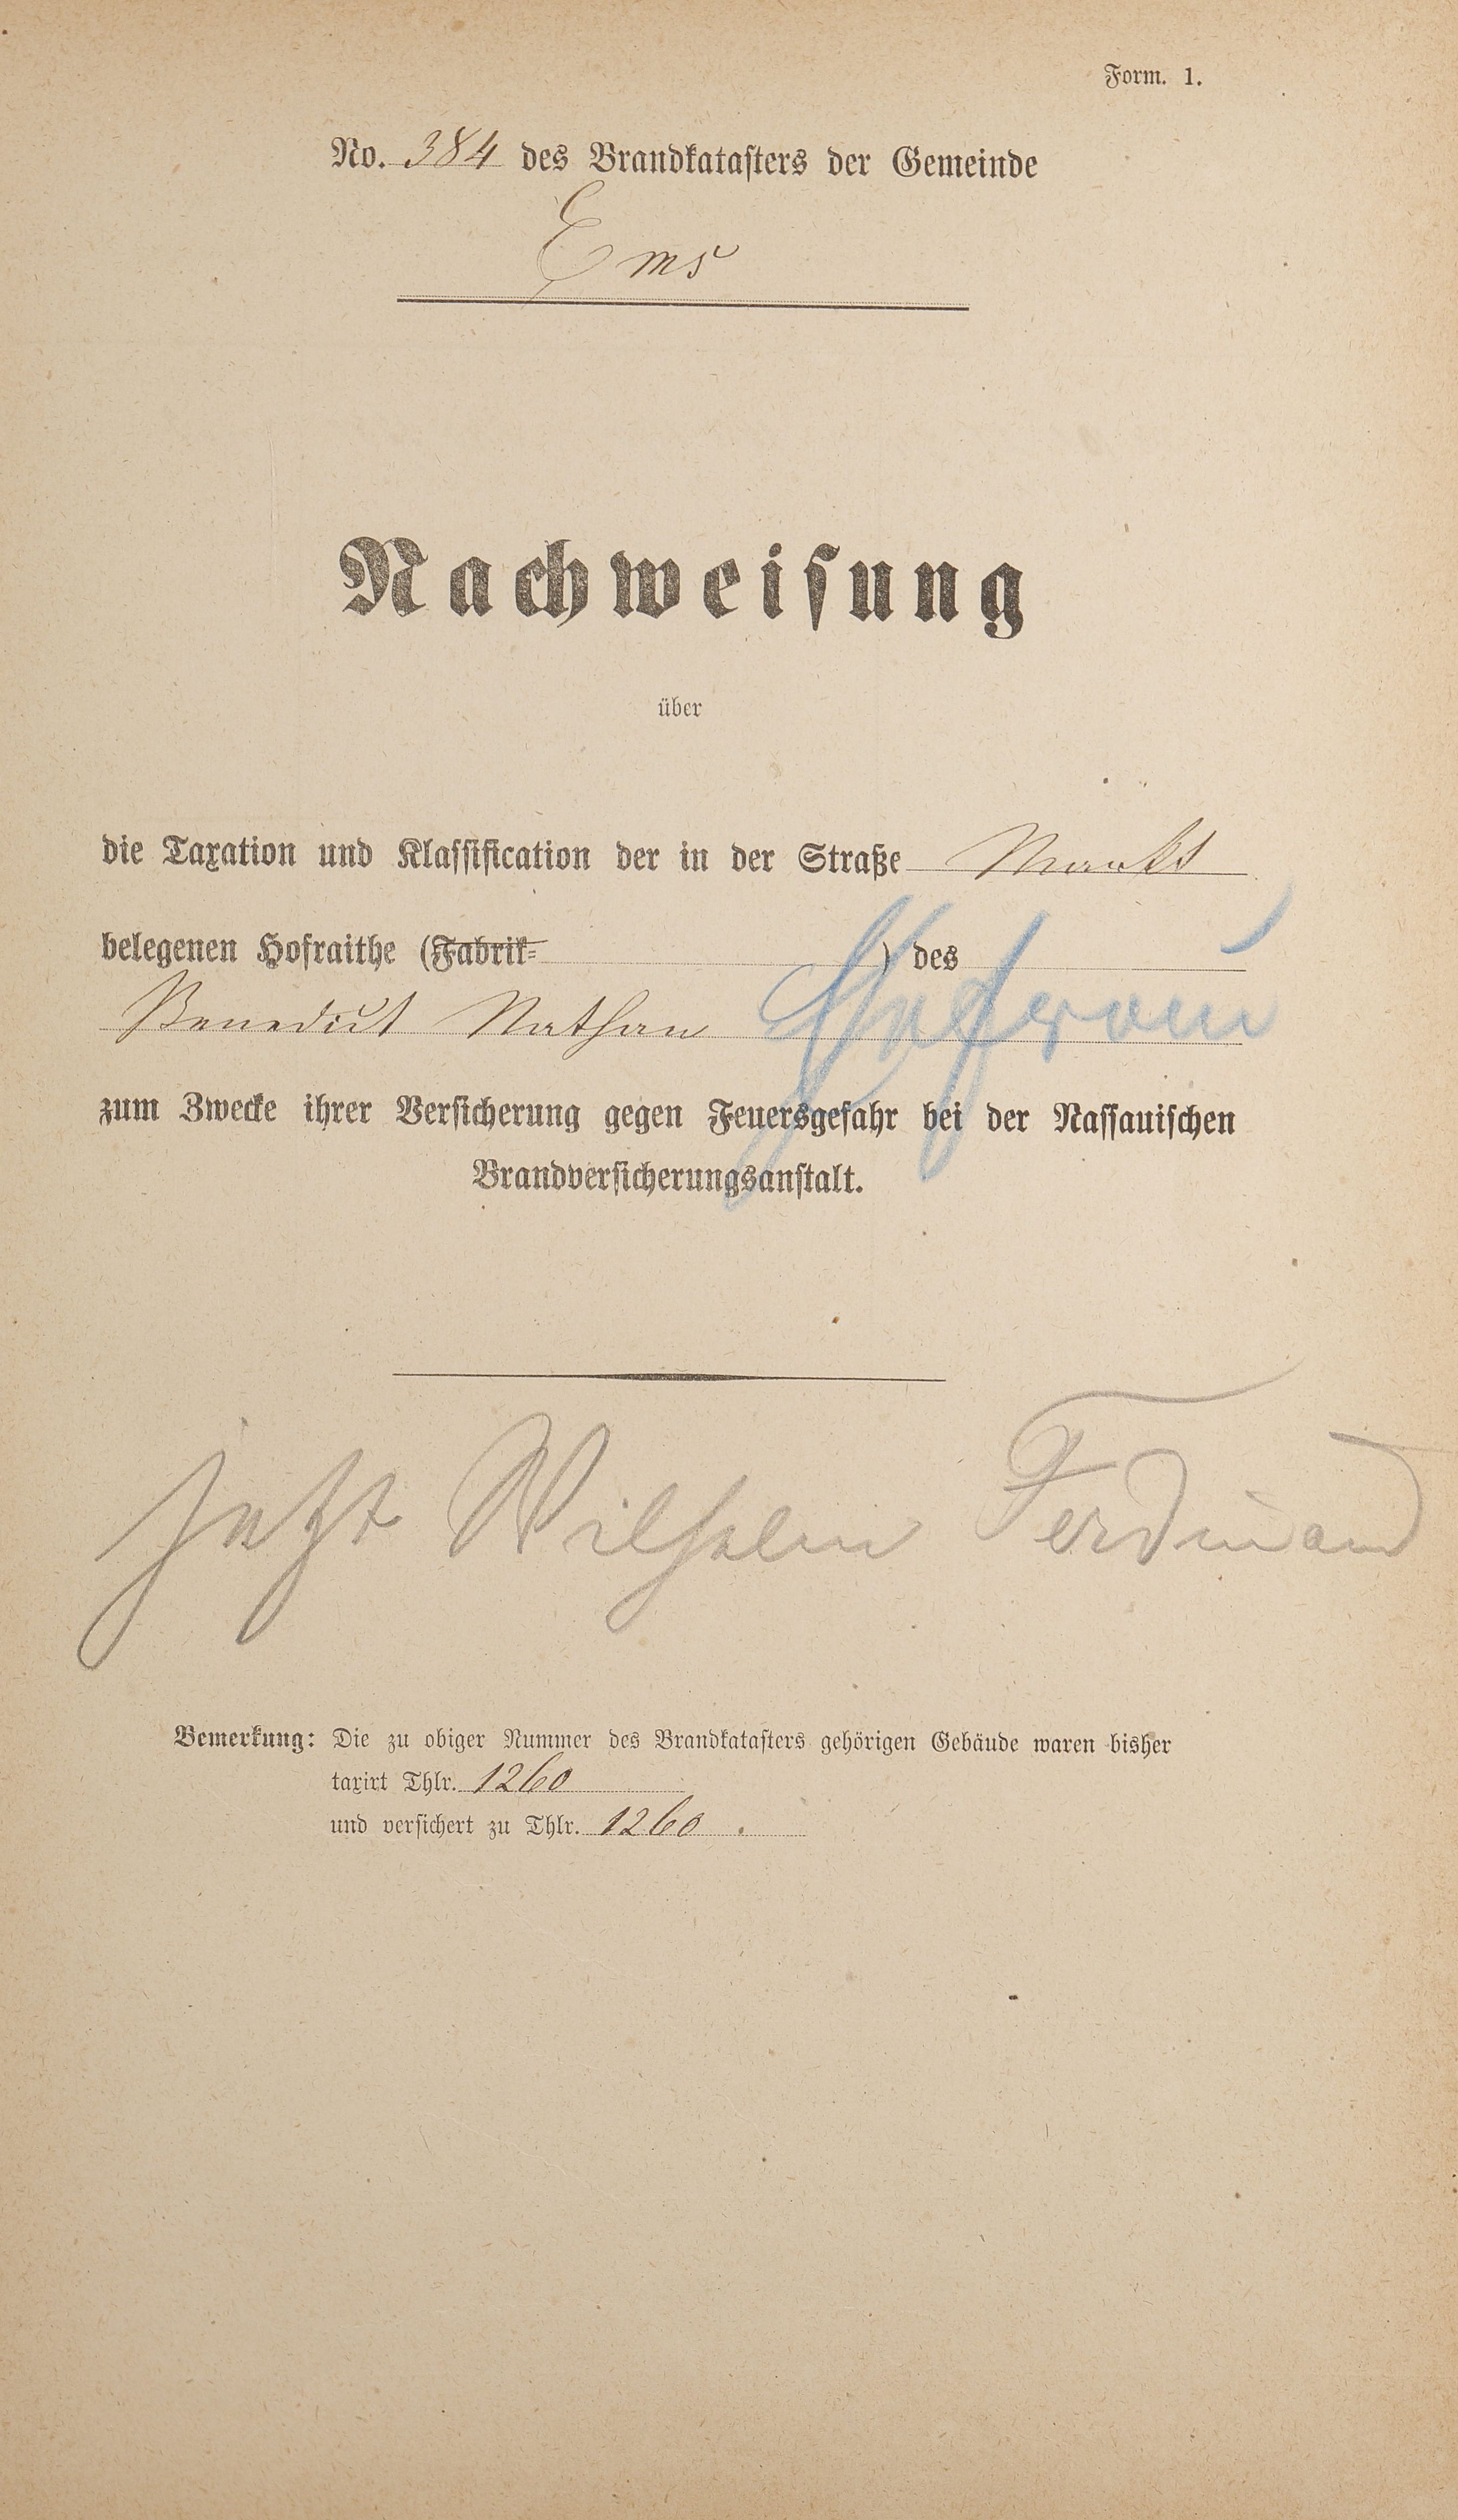 Form. 1.
No. 384 des Brandkatasters der Gemeinde
Ems
Nachweisung
über
die Taxation und Klassification der in der Straße Markt
belegenen Hofraithe (Fabrik= ) des
Benedict Nathan Ehefrau
zum Zwecke ihrer Versicherung gegen Feuersgefahr bei der Nassauischen
Brandversicherungsanstalt.
jetzt Wilhelm Ferdinand
Bemerkung: Die zu obiger Nummer des Brandkatasters gehörigen Gebäude waren bisher
taxirt Thlr. 1260
und versichert zu Thlr. 1260.